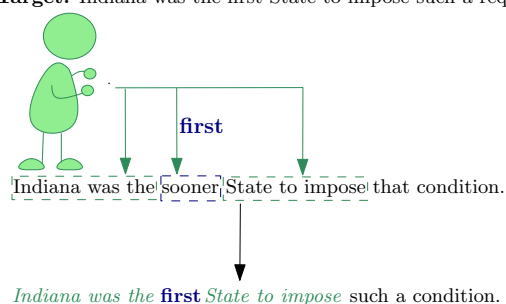 Target: Indiana was the first State to impose such a req
first
Indiana was the sooner State to impose that condition.
Indiana was the first State to impose such a condition.